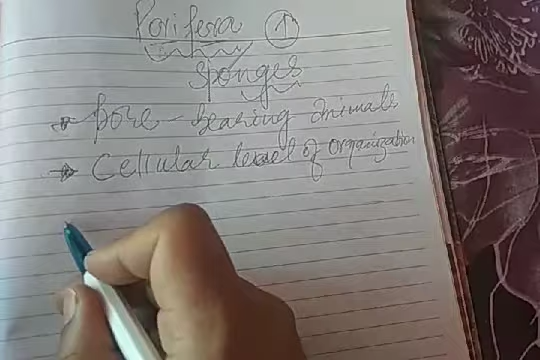 Porifera 1
Sponges
→ Pore-bearing animals
→ Cellular level of organization